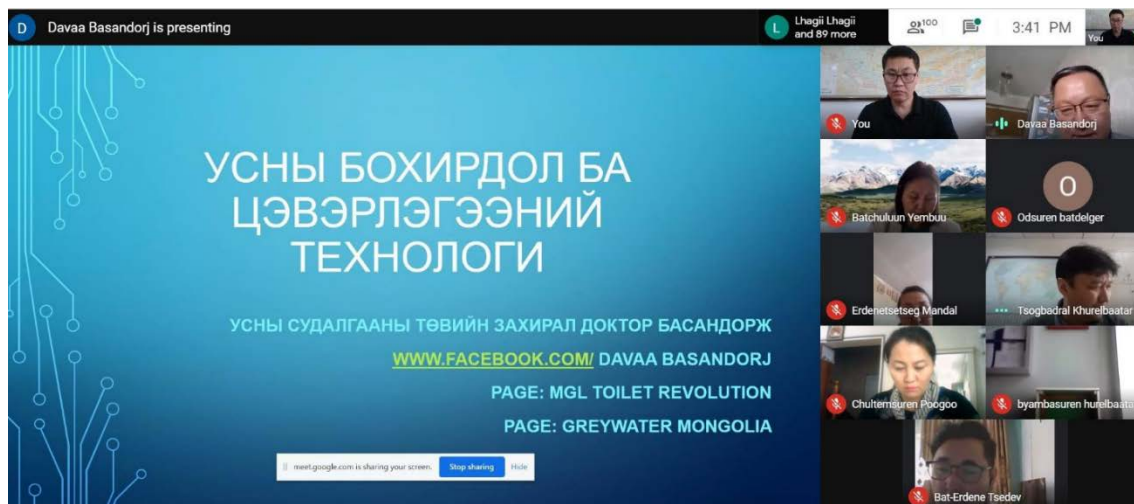 D Davaa Basandorj is presenting
L Lhagii Lhagii
and 89 more
100
3:41 PM
You
УСНЫ БОХИРДОЛ БА
ЦЭВЭРЛЭГЭЭНИЙ
ТЕХНОЛОГИ
УСНЫ СУДАЛГААНЫ ТӨВИЙН ЗАХИРАЛ ДОКТОР БАСАНДОРЖ
WWW.FACEBOOK.COM/ DAVAA BASANDORJ
PAGE: MGL TOILET REVOLUTION
PAGE: GREYWATER MONGOLIA
meet.google.com is sharing your screen. Stop sharing Hide
You
Davaa Basandorj
Batchuluun Yembuu
O
Odsuren batdelger
Erdenetsetseg Mandal
Tsogbadral Khurelbaatar
Chultemsuren Poogoo
byambasuren hurelbaata
Bat-Erdene Tsedev